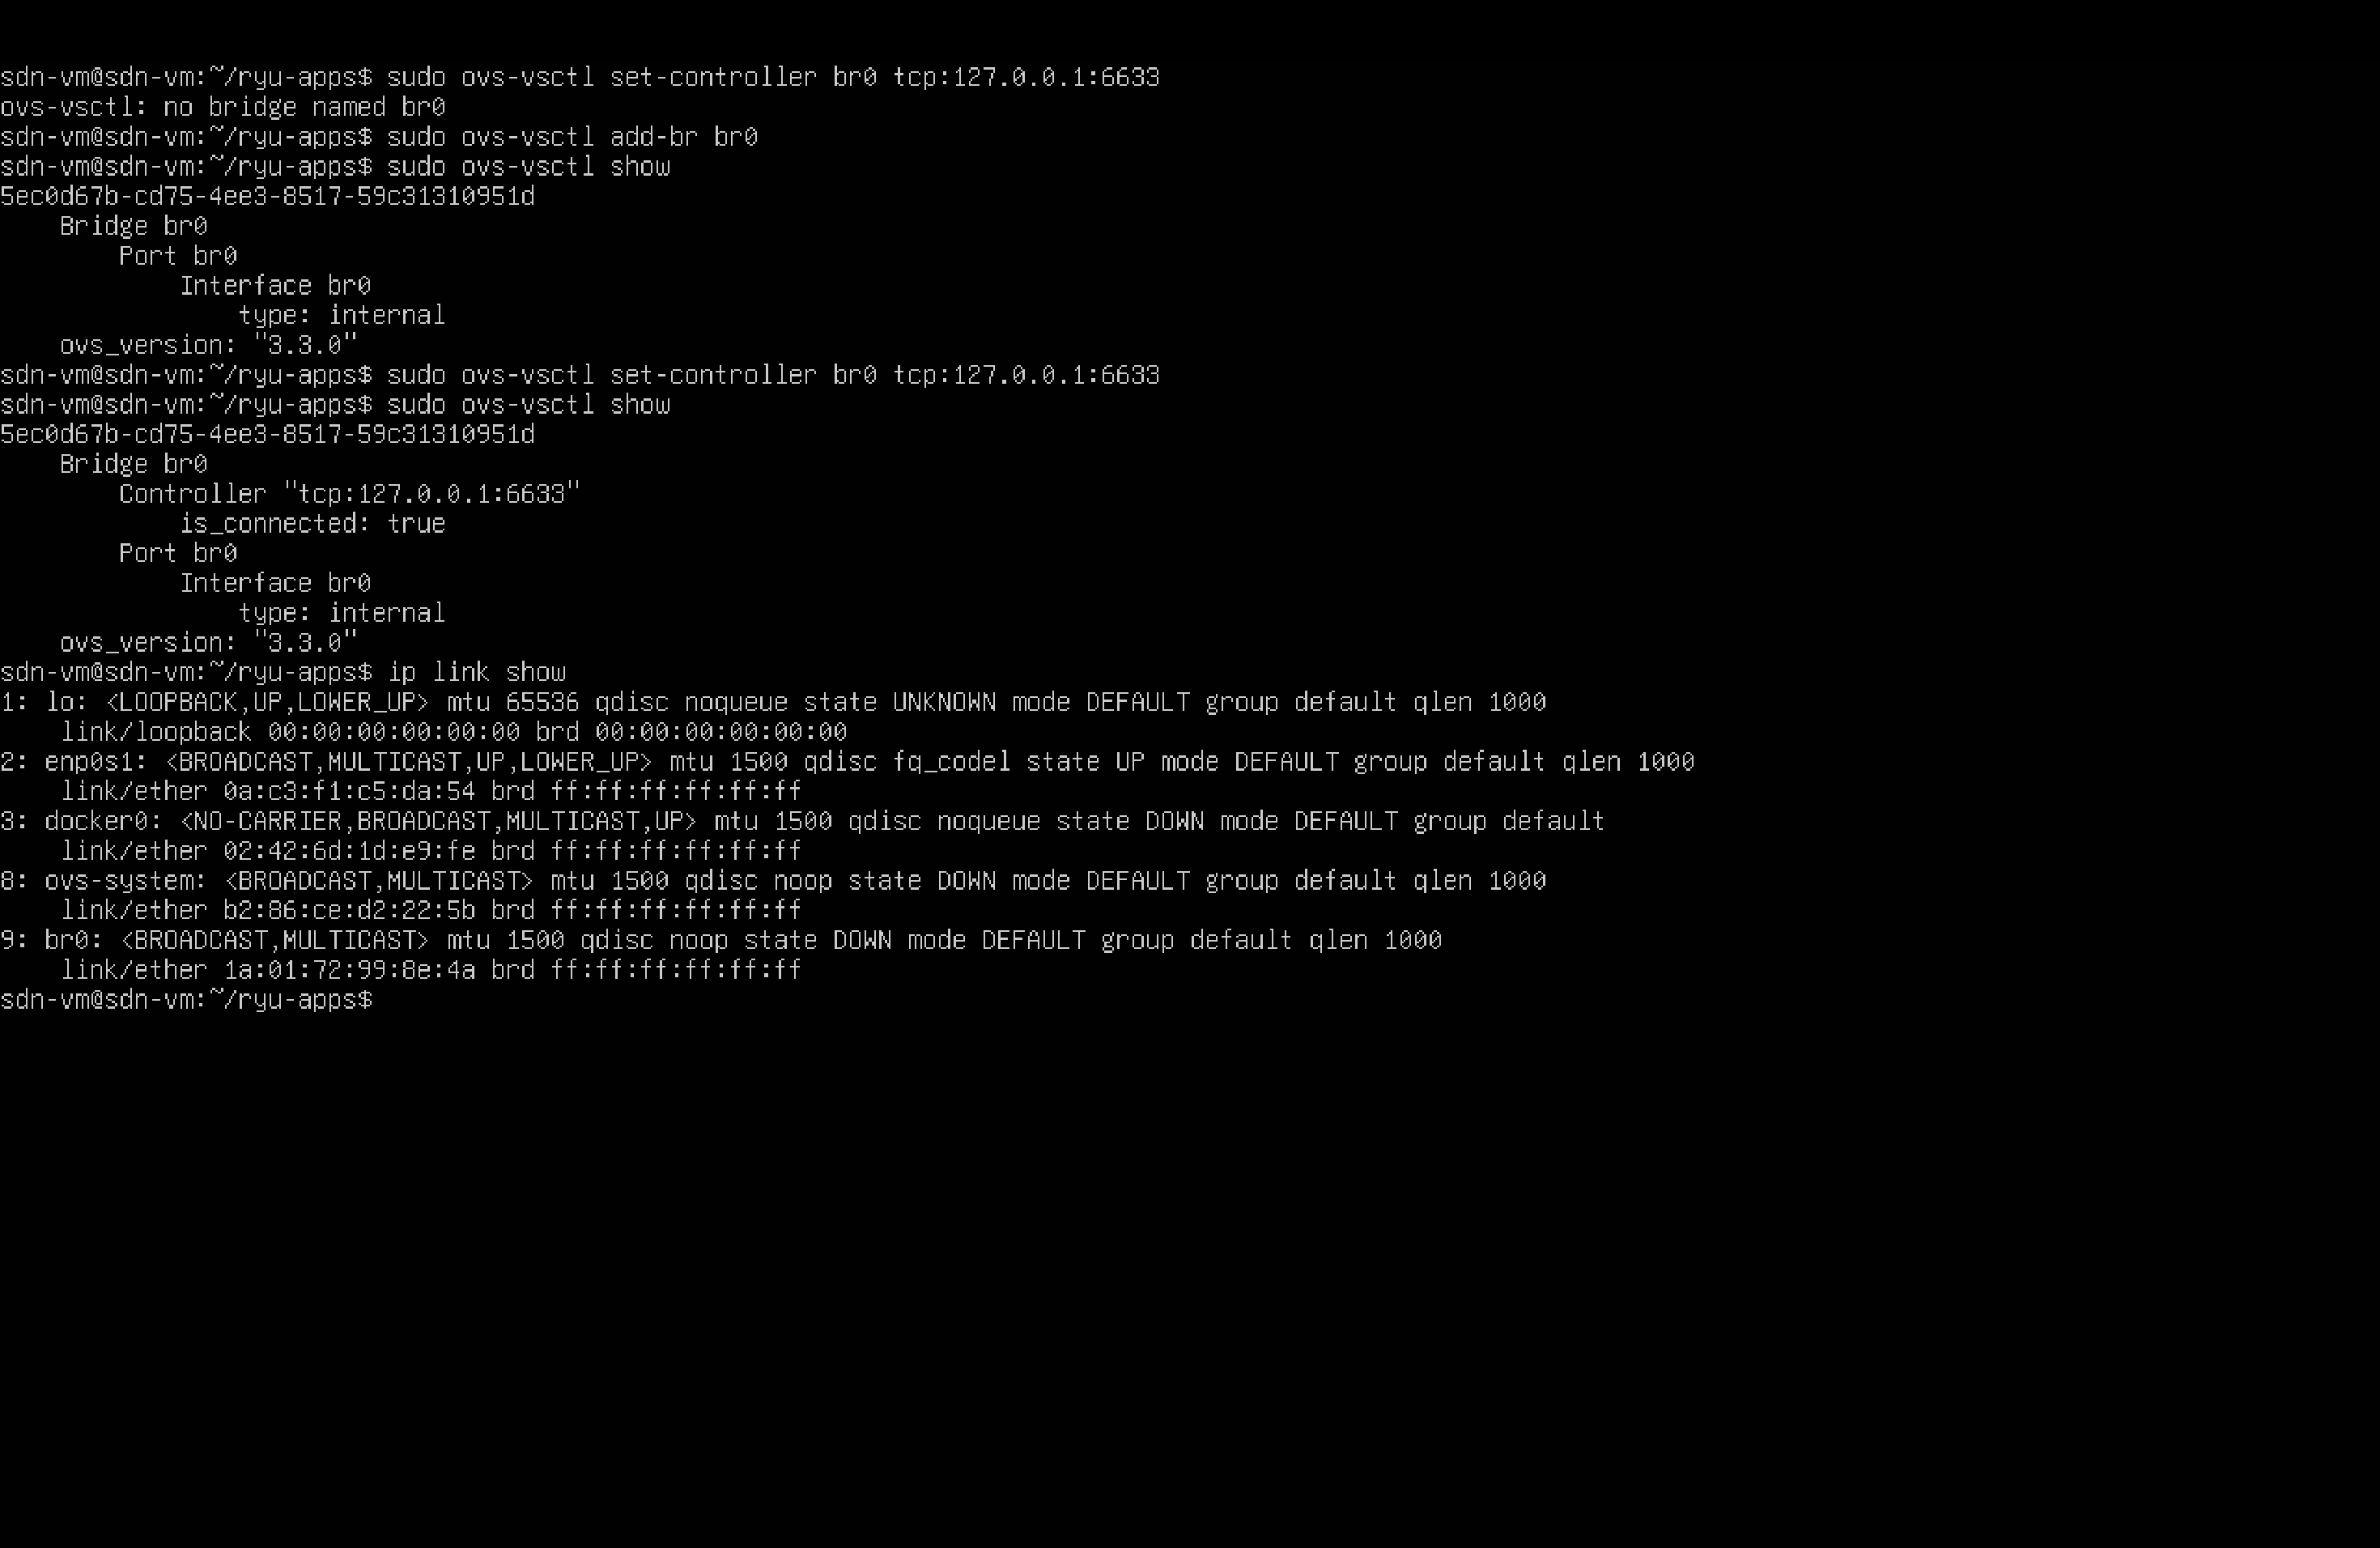 sdn-vm@sdn-vm:~/ryu-apps$ sudo ovs-vsctl set-controller br0 tcp:127.0.0.1:6633
ovs-vsctl: no bridge named br0
sdn-vm@sdn-vm:~/ryu-apps$ sudo ovs-vsctl add-br br0
sdn-vm@sdn-vm:~/ryu-apps$ sudo ovs-vsctl show
5ec0d67b-cd75-4ee3-8517-59c31310951d
    Bridge br0
        Port br0
            Interface br0
                type: internal
    ovs_version: "3.3.0"
sdn-vm@sdn-vm:~/ryu-apps$ sudo ovs-vsctl set-controller br0 tcp:127.0.0.1:6633
sdn-vm@sdn-vm:~/ryu-apps$ sudo ovs-vsctl show
5ec0d67b-cd75-4ee3-8517-59c31310951d
    Bridge br0
        Controller "tcp:127.0.0.1:6633"
            is_connected: true
        Port br0
            Interface br0
                type: internal
    ovs_version: "3.3.0"
sdn-vm@sdn-vm:~/ryu-apps$ ip link show
1: lo: <LOOPBACK,UP,LOWER_UP> mtu 65536 qdisc noqueue state UNKNOWN mode DEFAULT group default qlen 1000
    link/loopback 00:00:00:00:00:00 brd 00:00:00:00:00:00
2: enp0s1: <BROADCAST,MULTICAST,UP,LOWER_UP> mtu 1500 qdisc fq_codel state UP mode DEFAULT group default qlen 1000
    link/ether 0a:c3:f1:c5:da:54 brd ff:ff:ff:ff:ff:ff
3: docker0: <NO-CARRIER,BROADCAST,MULTICAST,UP> mtu 1500 qdisc noqueue state DOWN mode DEFAULT group default
    link/ether 02:42:6d:1d:e9:fe brd ff:ff:ff:ff:ff:ff
8: ovs-system: <BROADCAST,MULTICAST> mtu 1500 qdisc noop state DOWN mode DEFAULT group default qlen 1000
    link/ether b2:86:ce:d2:22:5b brd ff:ff:ff:ff:ff:ff
9: br0: <BROADCAST,MULTICAST> mtu 1500 qdisc noop state DOWN mode DEFAULT group default qlen 1000
    link/ether 1a:01:72:99:8e:4a brd ff:ff:ff:ff:ff:ff
sdn-vm@sdn-vm:~/ryu-apps$